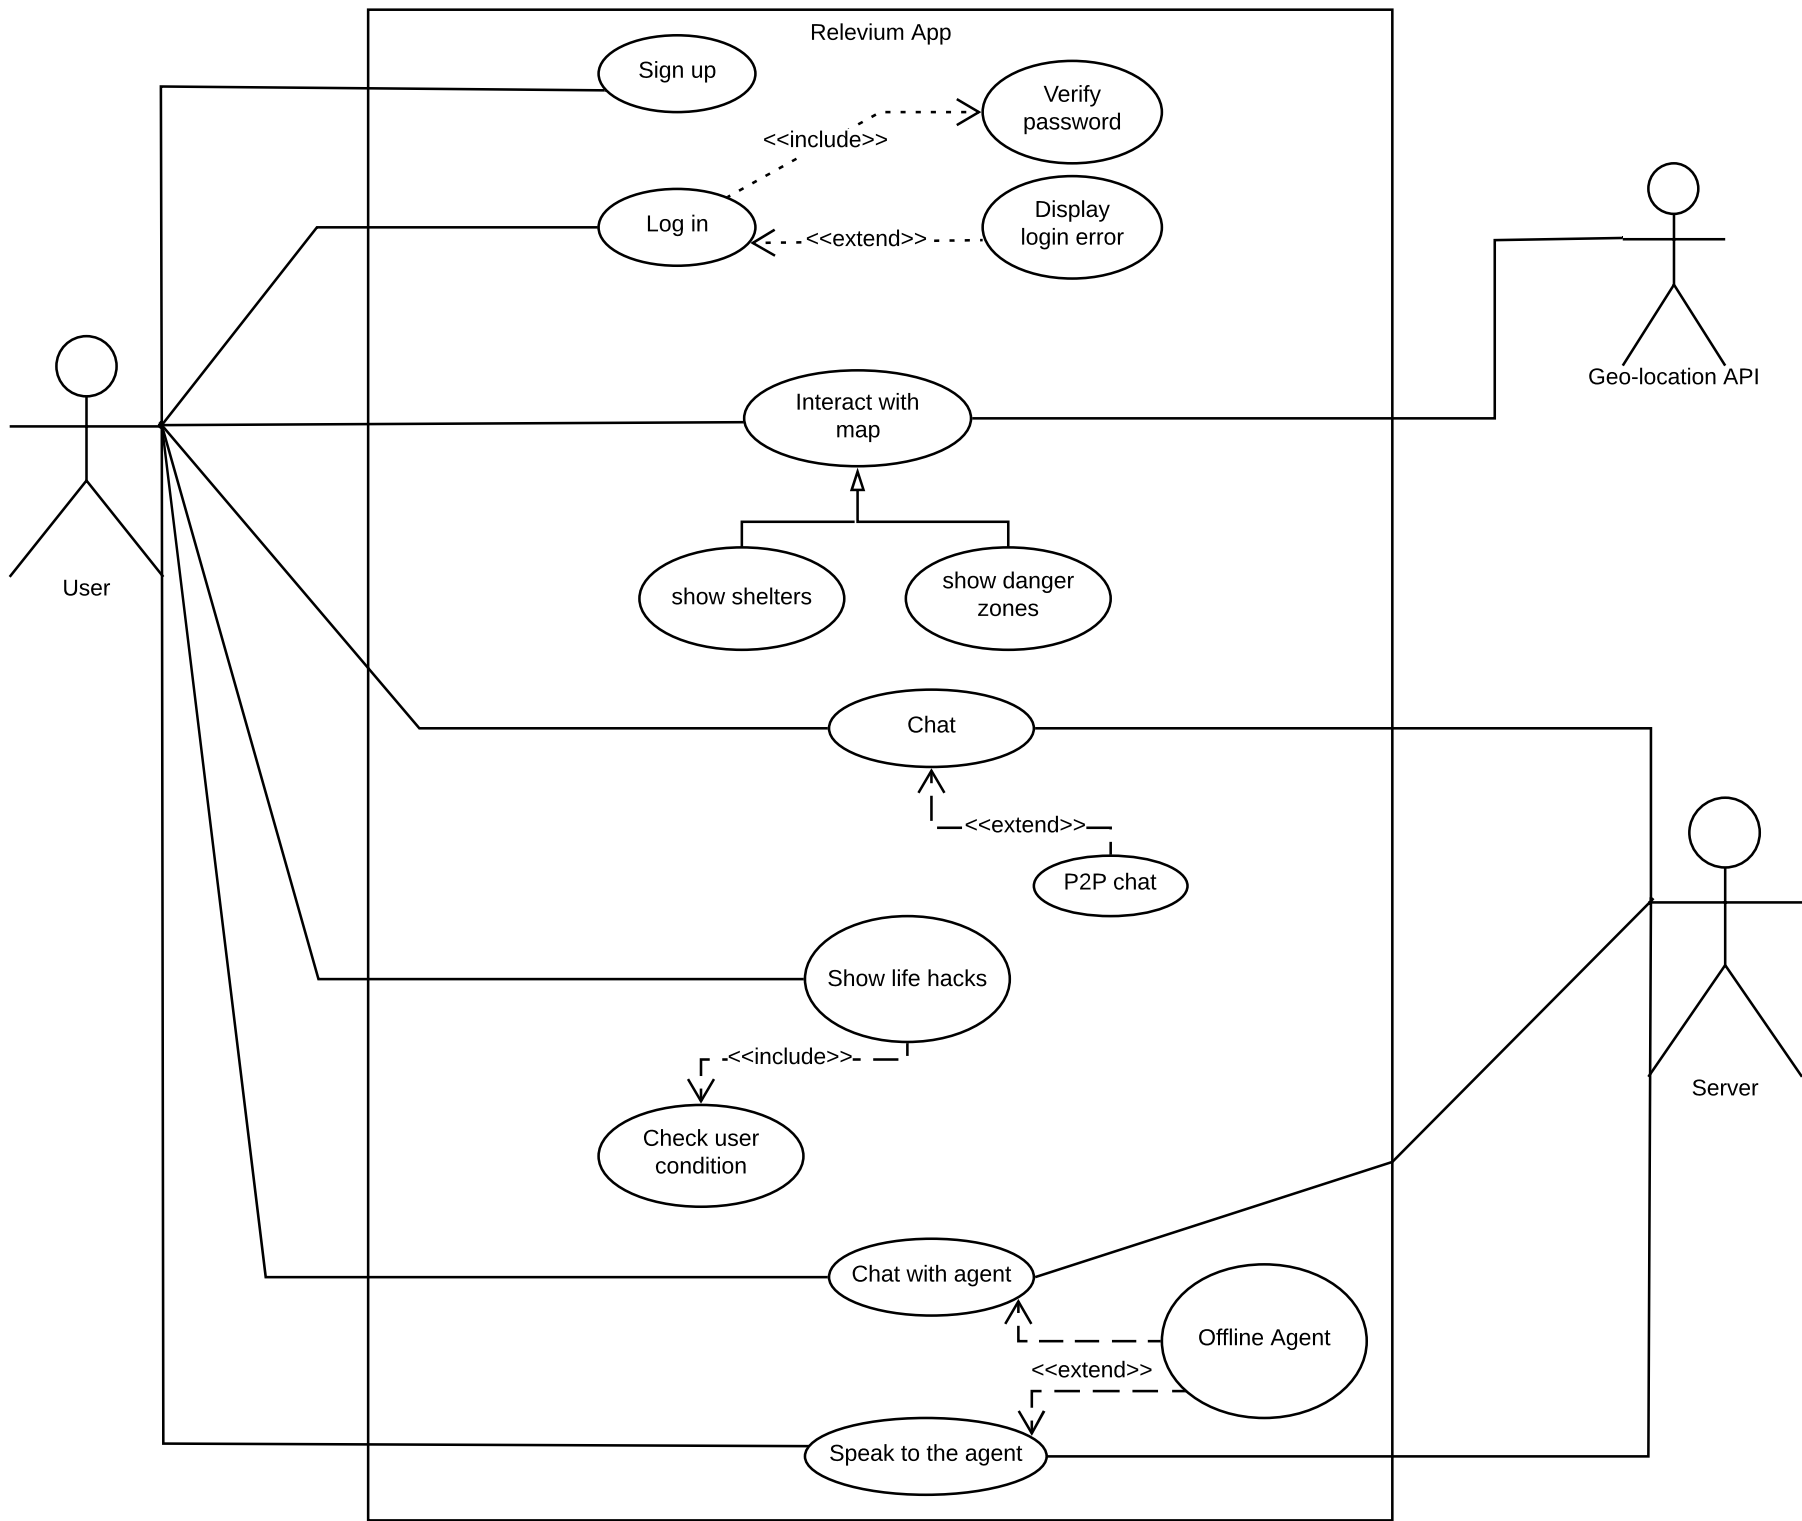 Relevium App
Sign up
Verify
password
<<include>>
Log in
Display
login error
<<extend>>
Geo-location API
Interact with
map
User
show shelters
show danger
zones
Chat
<<extend>>
P2P chat
Show life hacks
<<include>>
Server
Check user
condition
Chat with agent
Offline Agent
<<extend>>
Speak to the agent